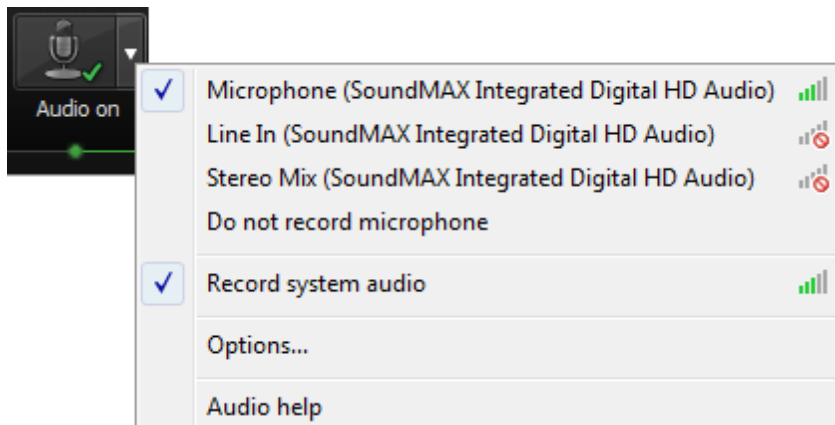 Audio on
Microphone (SoundMAX Integrated Digital HD Audio)
Line In (SoundMAX Integrated Digital HD Audio)
Stereo Mix (SoundMAX Integrated Digital HD Audio)
Do not record microphone
Record system audio
Options...
Audio help